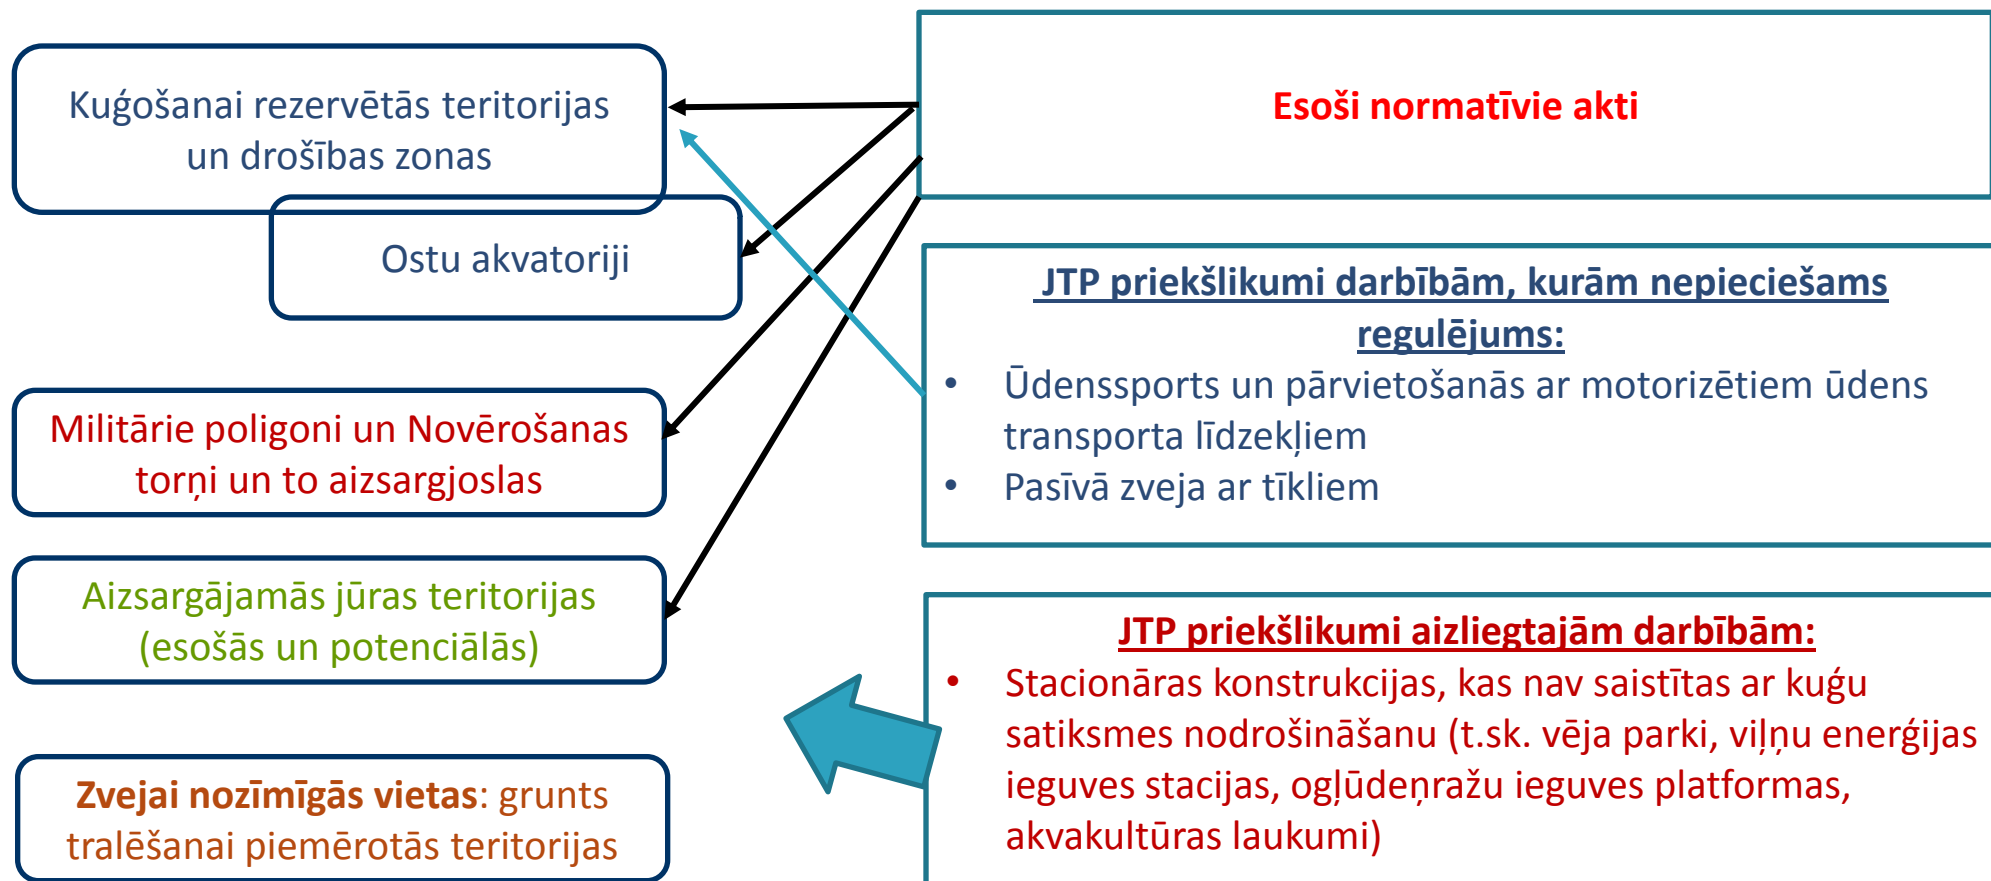 Kuģošanai rezervētās teritorijas
un drošības zonas
Ostu akvatoriji
Militārie poligoni un Novērošanas
torņi un to aizsargjoslas
Aizsargājamās jūras teritorijas
(esošās un potenciālās)
Zvejai nozīmīgās vietas: grunts
tralēšanai piemērotās teritorijas
Esoši normatīvie akti
JTP priekšlikumi darbībām, kurām nepieciešams
regulējums:
• Ūdenssports un pārvietošanās ar motorizētiem ūdens
transporta līdzekļiem
• Pasīvā zveja ar tīkliem
JTP priekšlikumi aizliegtajām darbībām:
• Stacionāras konstrukcijas, kas nav saistītas ar kuģu
satiksmes nodrošināšanu (t.sk. vēja parki, viļņu enerģijas
ieguves stacijas, ogļūdeņražu ieguves platformas,
akvakultūras laukumi)